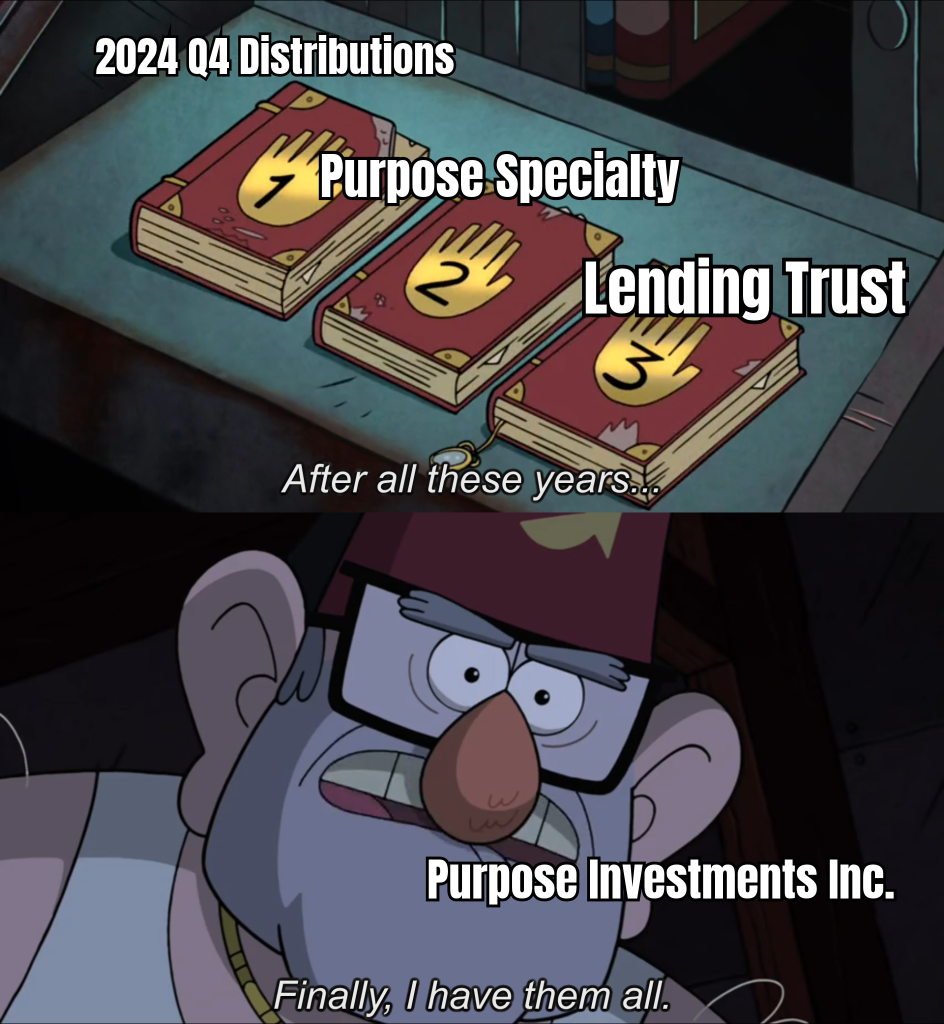 2024 Q4 Distributions
1
Purpose Specialty
2
Lending Trust
3
After all these years...
Purpose Investments Inc.
Finally, I have them all.